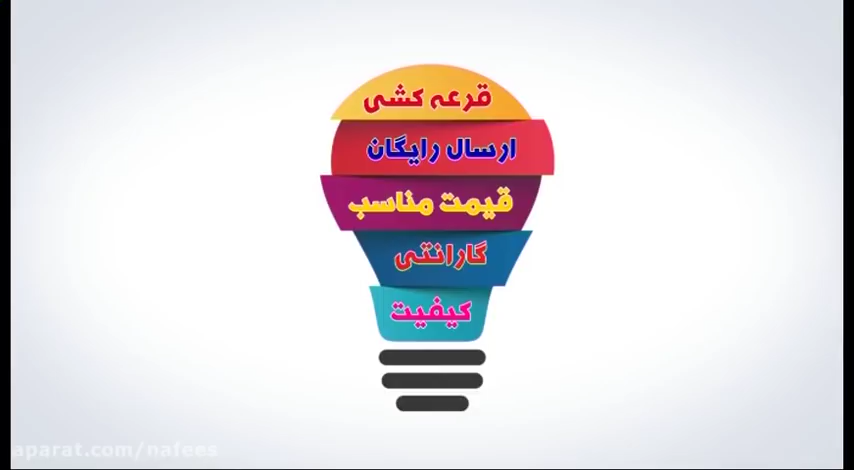 قرعه کشی
ارسال رایگان
قیمت مناسب
گارانتی
کیفیت
aparat.com/nafees